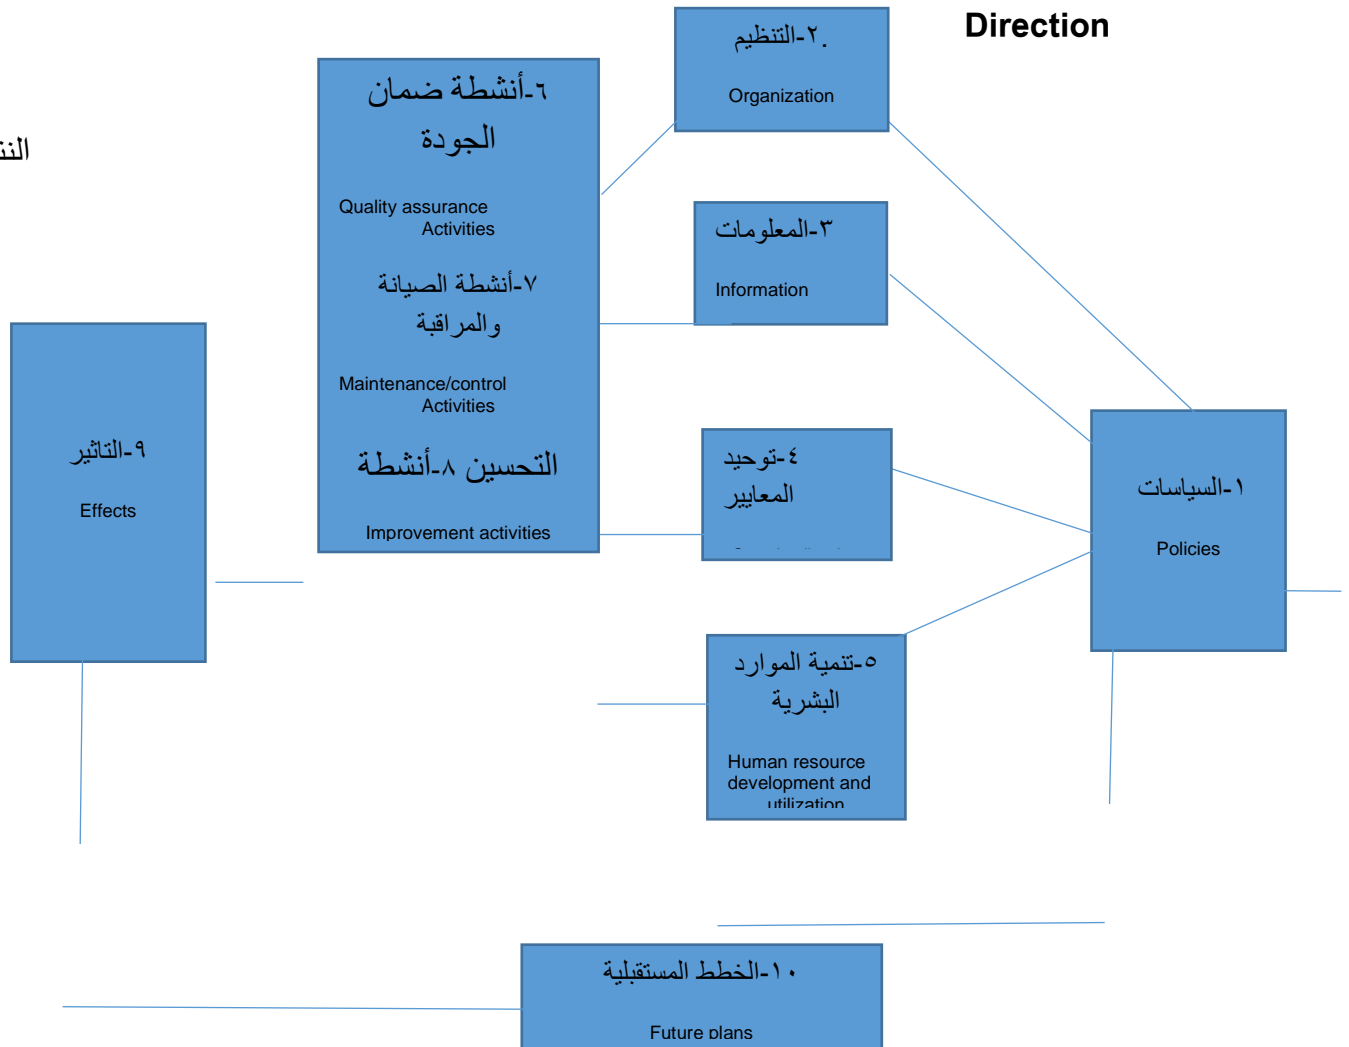 Direction
٢-التنظيم.
Organization
٦-أنشطة ضمان
الجودة
Quality assurance
Activities
٧-أنشطة الصيانة
والمراقبة
Maintenance/control
Activities
التحسين ٨-أنشطة
Improvement activities
٣-المعلومات
Information
٤-توحيد
المعايير
٥-تنمية الموارد
البشرية
Human resource
development and
utilization
١-السياسات
Policies
٩-التاثير
Effects
١٠-الخطط المستقبلية
Future plans